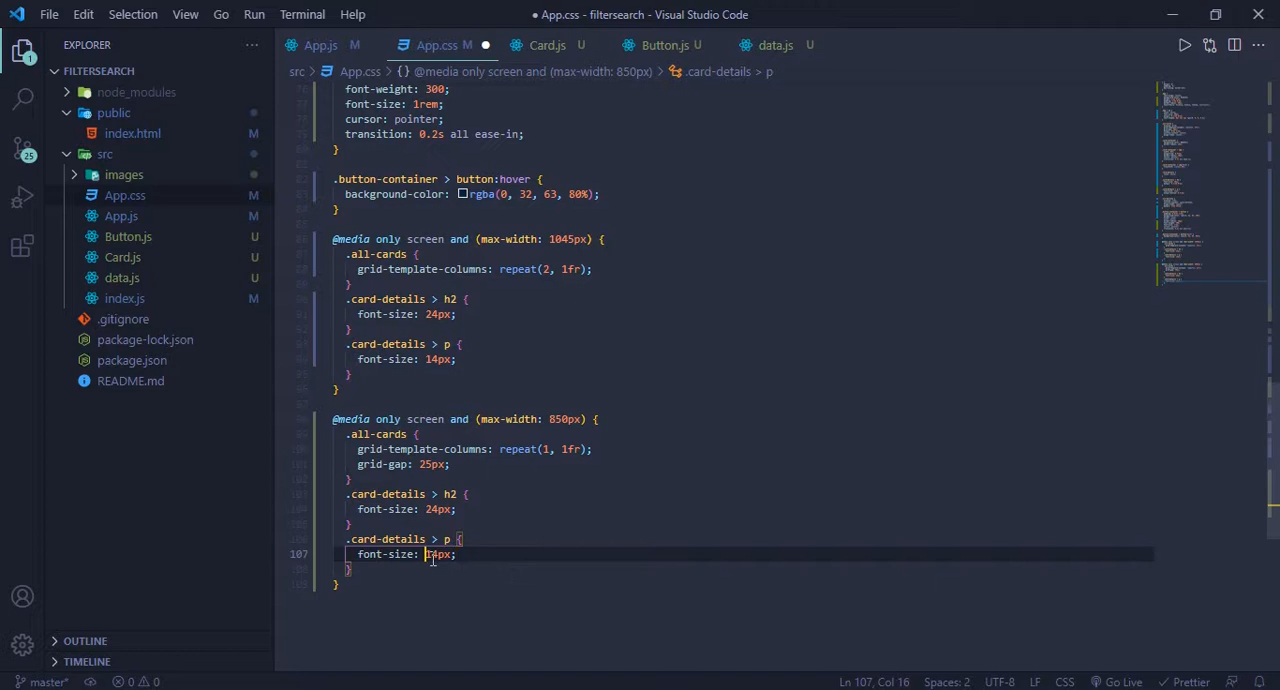 File Edit Selection View Go Run Terminal Help
● App.css - filtersearch - Visual Studio Code
EXPLORER ...
App.js M App.css M ● Card.js U Button.js U data.js U
FILTERSEARCH
src > App.css > {} @media only screen and (max-width: 850px) > .card-details > p
node_modules
public
index.html M
src
images
App.css M
App.js M
Button.js U
Card.js U
data.js U
index.js M
.gitignore
package-lock.json
package.json
README.md
OUTLINE
TIMELINE
1
25
font-weight: 300;
font-size: 1rem;
cursor: pointer;
transition: 0.2s all ease-in;
}
.button-container > button:hover {
background-color: rgba(0, 32, 63, 80%);
}
@media only screen and (max-width: 1045px) {
.all-cards {
grid-template-columns: repeat(2, 1fr);
}
.card-details > h2 {
font-size: 24px;
}
.card-details > p {
font-size: 14px;
}
}
@media only screen and (max-width: 850px) {
.all-cards {
grid-template-columns: repeat(1, 1fr);
grid-gap: 25px;
}
.card-details > h2 {
font-size: 24px;
}
.card-details > p {
107 font-size: 14px;
}
}
master* 0 0 Ln 107, Col 16 Spaces: 2 UTF-8 LF CSS Go Live Prettier